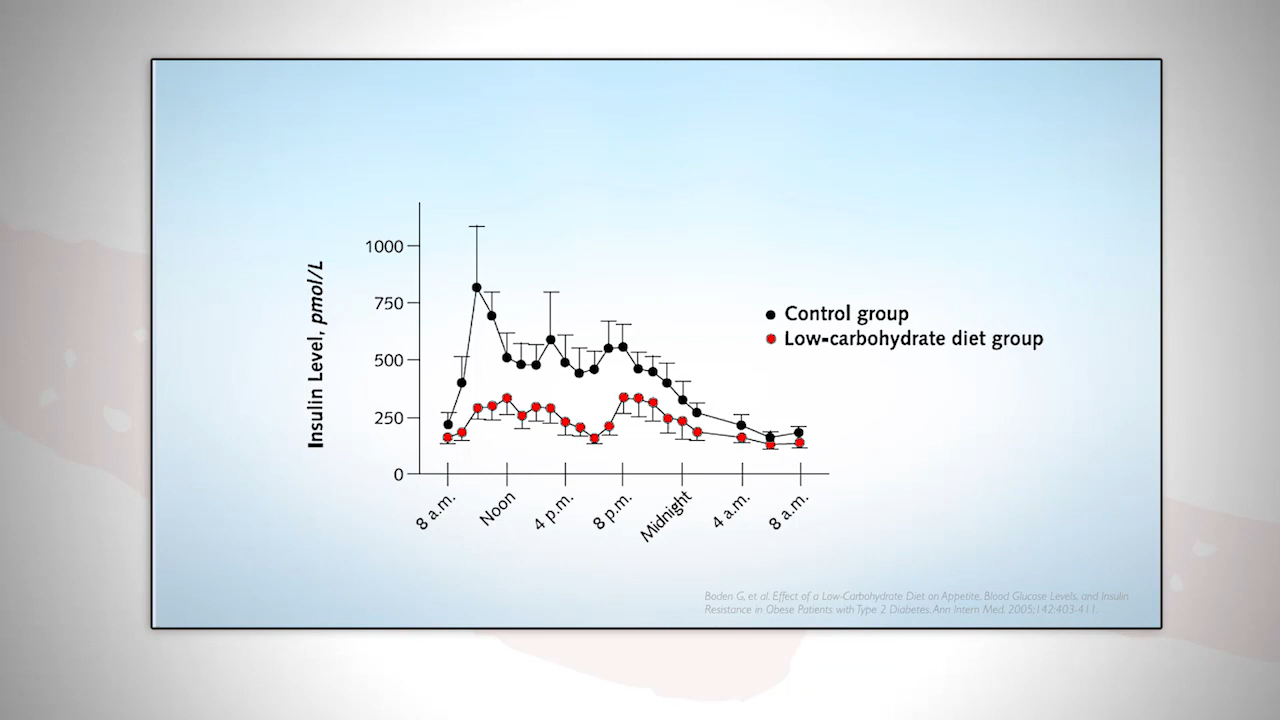 Insulin Level, pmol/L
1000
750
500
250
0
8 a.m.
Noon
4 p.m.
8 p.m.
Midnight
4 a.m.
8 a.m.
Control group
Low-carbohydrate diet group
Boden G, et al. Effect of a Low-Carbohydrate Diet on Appetite, Blood Glucose Levels, and Insulin
Resistance in Obese Patients with Type 2 Diabetes. Ann Intern Med. 2005;142:403-411.